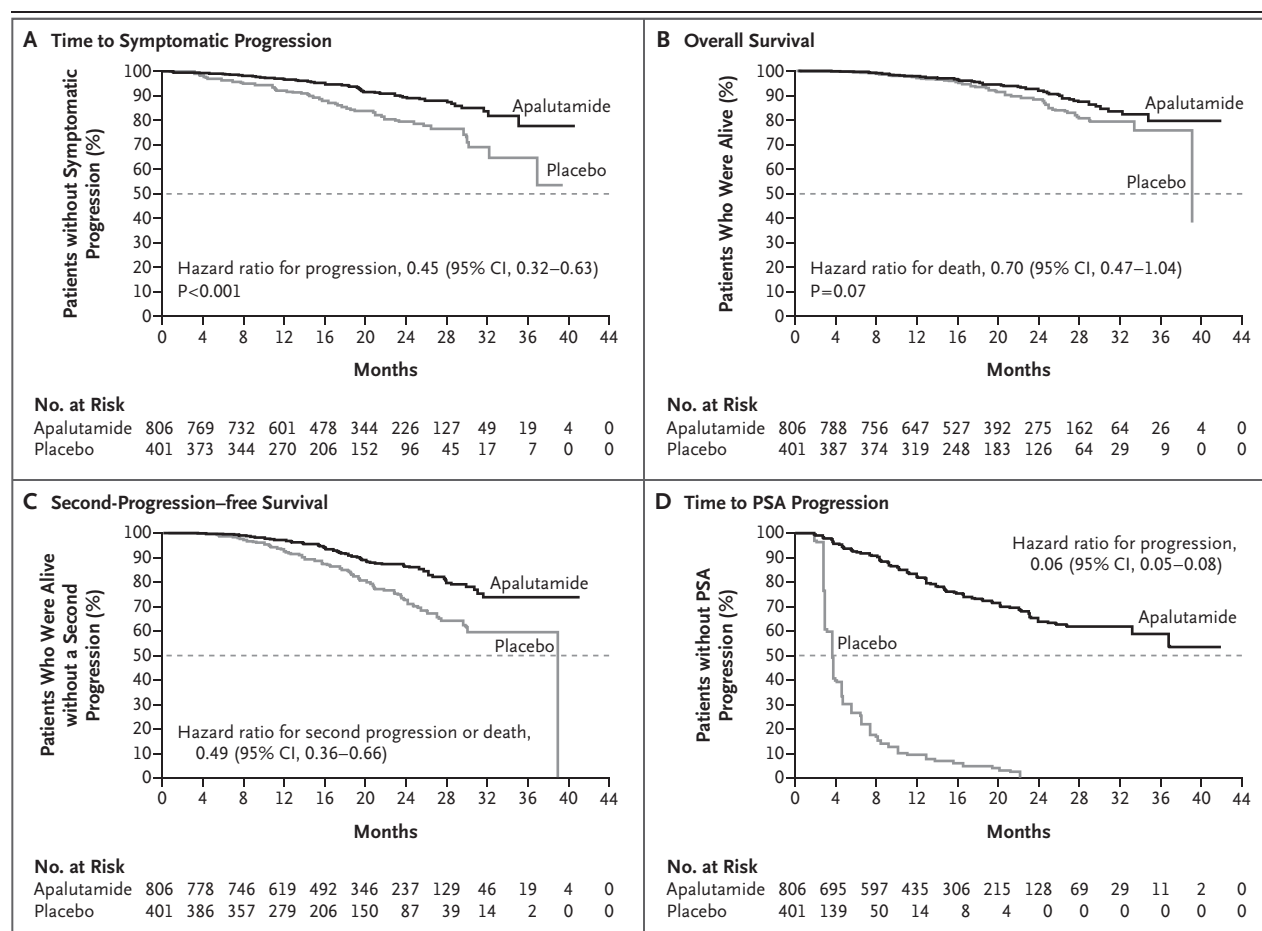 A Time to Symptomatic Progression
Patients without Symptomatic
Progression (%)
100
90
80
70
60
50
40
30
20
10
0
Apalutamide
Placebo
Hazard ratio for progression, 0.45 (95% CI, 0.32–0.63)
P<0.001
0 4 8 12 16 20 24 28 32 36 40 44
Months
No. at Risk
Apalutamide 806 769 732 601 478 344 226 127 49 19 4 0
Placebo 401 373 344 270 206 152 96 45 17 7 0 0
B Overall Survival
Patients Who Were Alive (%)
100
90
80
70
60
50
40
30
20
10
0
Apalutamide
Placebo
Hazard ratio for death, 0.70 (95% CI, 0.47–1.04)
P=0.07
0 4 8 12 16 20 24 28 32 36 40 44
Months
No. at Risk
Apalutamide 806 788 756 647 527 392 275 162 64 26 4 0
Placebo 401 387 374 319 248 183 126 64 29 9 0 0
C Second-Progression–free Survival
Patients Who Were Alive
without a Second
Progression (%)
100
90
80
70
60
50
40
30
20
10
0
Apalutamide
Placebo
Hazard ratio for second progression or death,
0.49 (95% CI, 0.36–0.66)
0 4 8 12 16 20 24 28 32 36 40 44
Months
No. at Risk
Apalutamide 806 778 746 619 492 346 237 129 46 19 4 0
Placebo 401 386 357 279 206 150 87 39 14 2 0 0
D Time to PSA Progression
Patients without PSA
Progression (%)
100
90
80
70
60
50
40
30
20
10
0
Hazard ratio for progression,
0.06 (95% CI, 0.05–0.08)
Apalutamide
Placebo
0 4 8 12 16 20 24 28 32 36 40 44
Months
No. at Risk
Apalutamide 806 695 597 435 306 215 128 69 29 11 2 0
Placebo 401 139 50 14 8 4 0 0 0 0 0 0